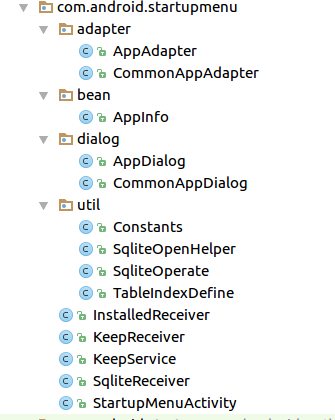 com.android.startupmenu
adapter
AppAdapter
CommonAppAdapter
bean
AppInfo
dialog
AppDialog
CommonAppDialog
util
Constants
SqliteOpenHelper
SqliteOperate
TableIndexDefine
InstalledReceiver
KeepReceiver
KeepService
SqliteReceiver
StartupMenuActivity